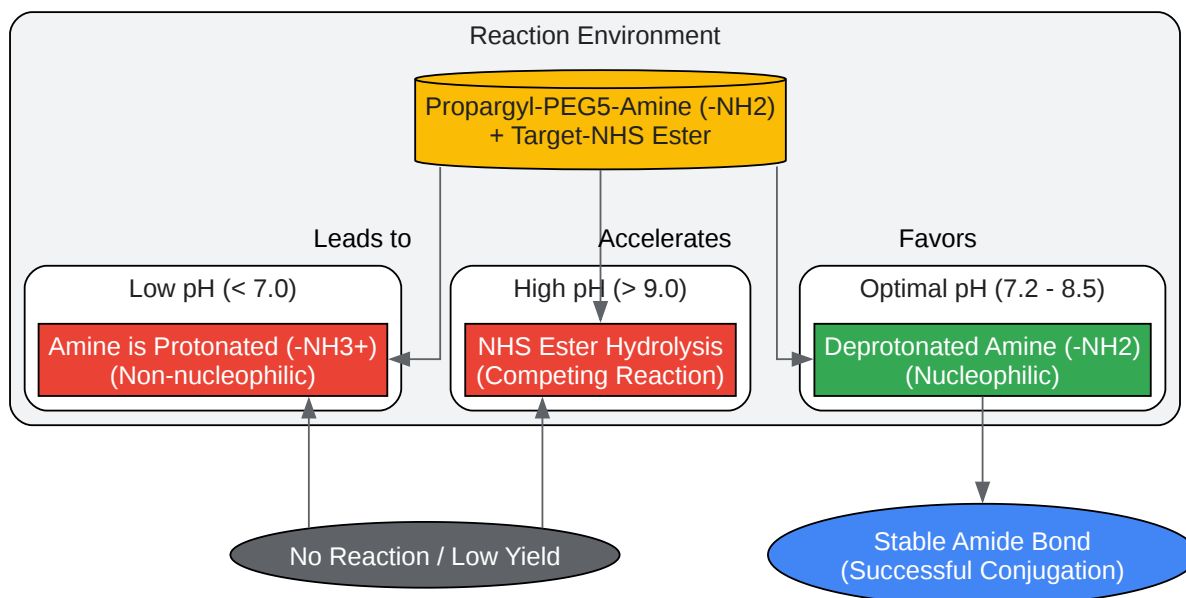 Reaction Environment
Propargyl-PEG5-Amine (-NH2)
+ Target-NHS Ester
Leads to
Accelerates
Favors
Low pH (< 7.0)
High pH (> 9.0)
Optimal pH (7.2 - 8.5)
Amine is Protonated (-NH3+)
(Non-nucleophilic)
NHS Ester Hydrolysis
(Competing Reaction)
Deprotonated Amine (-NH2)
(Nucleophilic)
No Reaction / Low Yield
Stable Amide Bond
(Successful Conjugation)